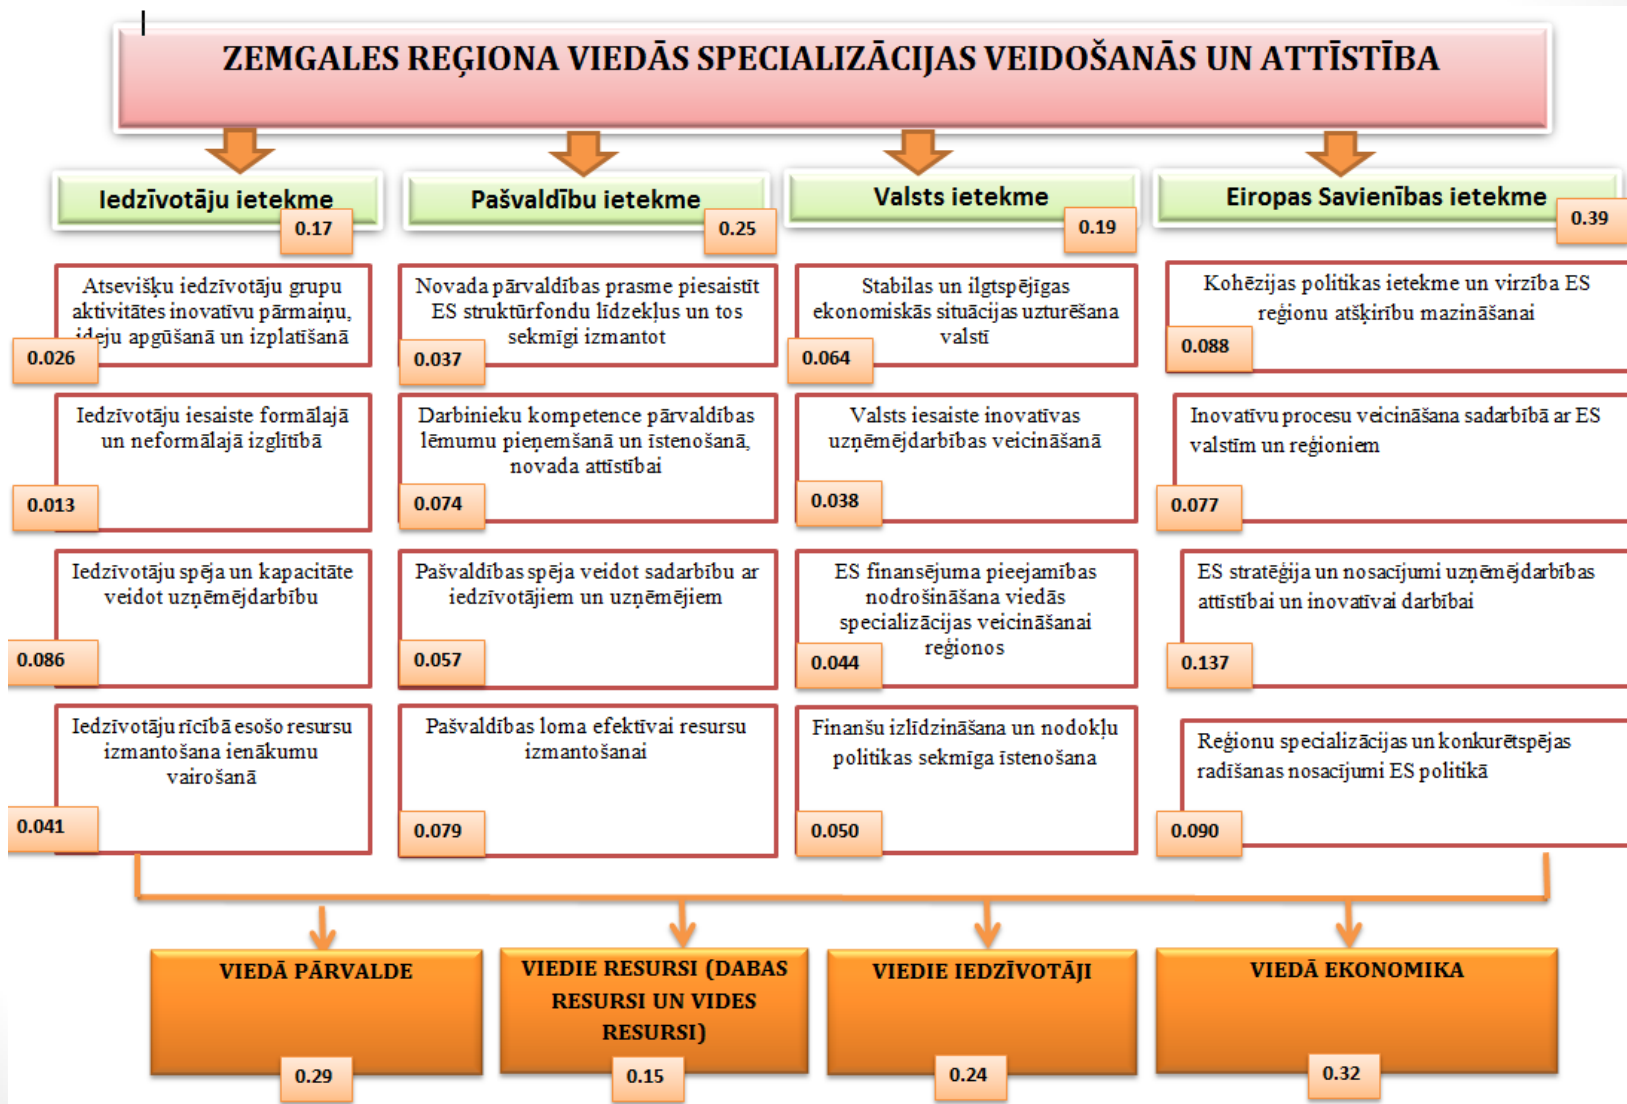 ZEMGALES REĢIONA VIEDĀS SPECIALIZĀCIJAS VEIDOŠANĀS UN ATTĪSTĪBA
Iedzīvotāju ietekme
0.17
Pašvaldību ietekme
0.25
Valsts ietekme
0.19
Eiropas Savienības ietekme
0.39
Atsevišķu iedzīvotāju grupu
aktivitātes inovatīvu pārmaiņu,
ideju apgūšanā un izplatīšanā
0.026
Novada pārvaldības prasme piesaistīt
ES struktūrfondu līdzekļus un tos
sekmīgi izmantot
0.037
Stabilas un ilgtspējīgas
ekonomiskās situācijas uzturēšana
valstī
0.064
Kohēzijas politikas ietekme un virzība ES
reģionu atšķirību mazināšanai
0.088
Iedzīvotāju iesaiste formālajā
un neformālajā izglītībā
0.013
Darbinieku kompetence pārvaldības
lēmumu pieņemšanā un īstenošanā,
novada attīstībai
0.074
Valsts iesaiste inovatīvas
uzņēmējdarbības veicināšanā
0.038
Inovatīvu procesu veicināšana sadarbībā ar ES
valstīm un reģioniem
0.077
Iedzīvotāju spēja un kapacitāte
veidot uzņēmējdarbību
0.086
Pašvaldības spēja veidot sadarbību ar
iedzīvotājiem un uzņēmējiem
0.057
ES finansējuma pieejamības
nodrošināšana viedās
specializācijas veicināšanai
reģionos
0.044
ES stratēģija un nosacījumi uzņēmējdarbības
attīstībai un inovatīvai darbībai
0.137
Iedzīvotāju rīcībā esošo resursu
izmantošana ienākumu
vairošanā
0.041
Pašvaldības loma efektīvai resursu
izmantošanai
0.079
Finanšu izlīdzināšana un nodokļu
politikas sekmīga īstenošana
0.050
Reģionu specializācijas un konkurētspējas
radīšanas nosacījumi ES politikā
0.090
VIEDĀ PĀRVALDE
0.29
VIEDIE RESURSI (DABAS
RESURSI UN VIDES
RESURSI)
0.15
VIEDIE IEDZĪVOTĀJI
0.24
VIEDĀ EKONOMIKA
0.32